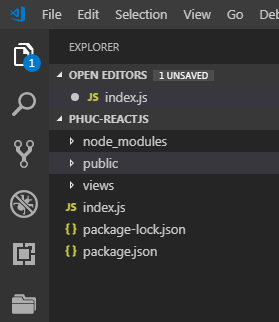 File Edit Selection View Go De
EXPLORER
OPEN EDITORS 1 UNSAVED
JS index.js
PHUC-REACTJS
node_modules
public
views
JS index.js
{} package-lock.json
{} package.json
1